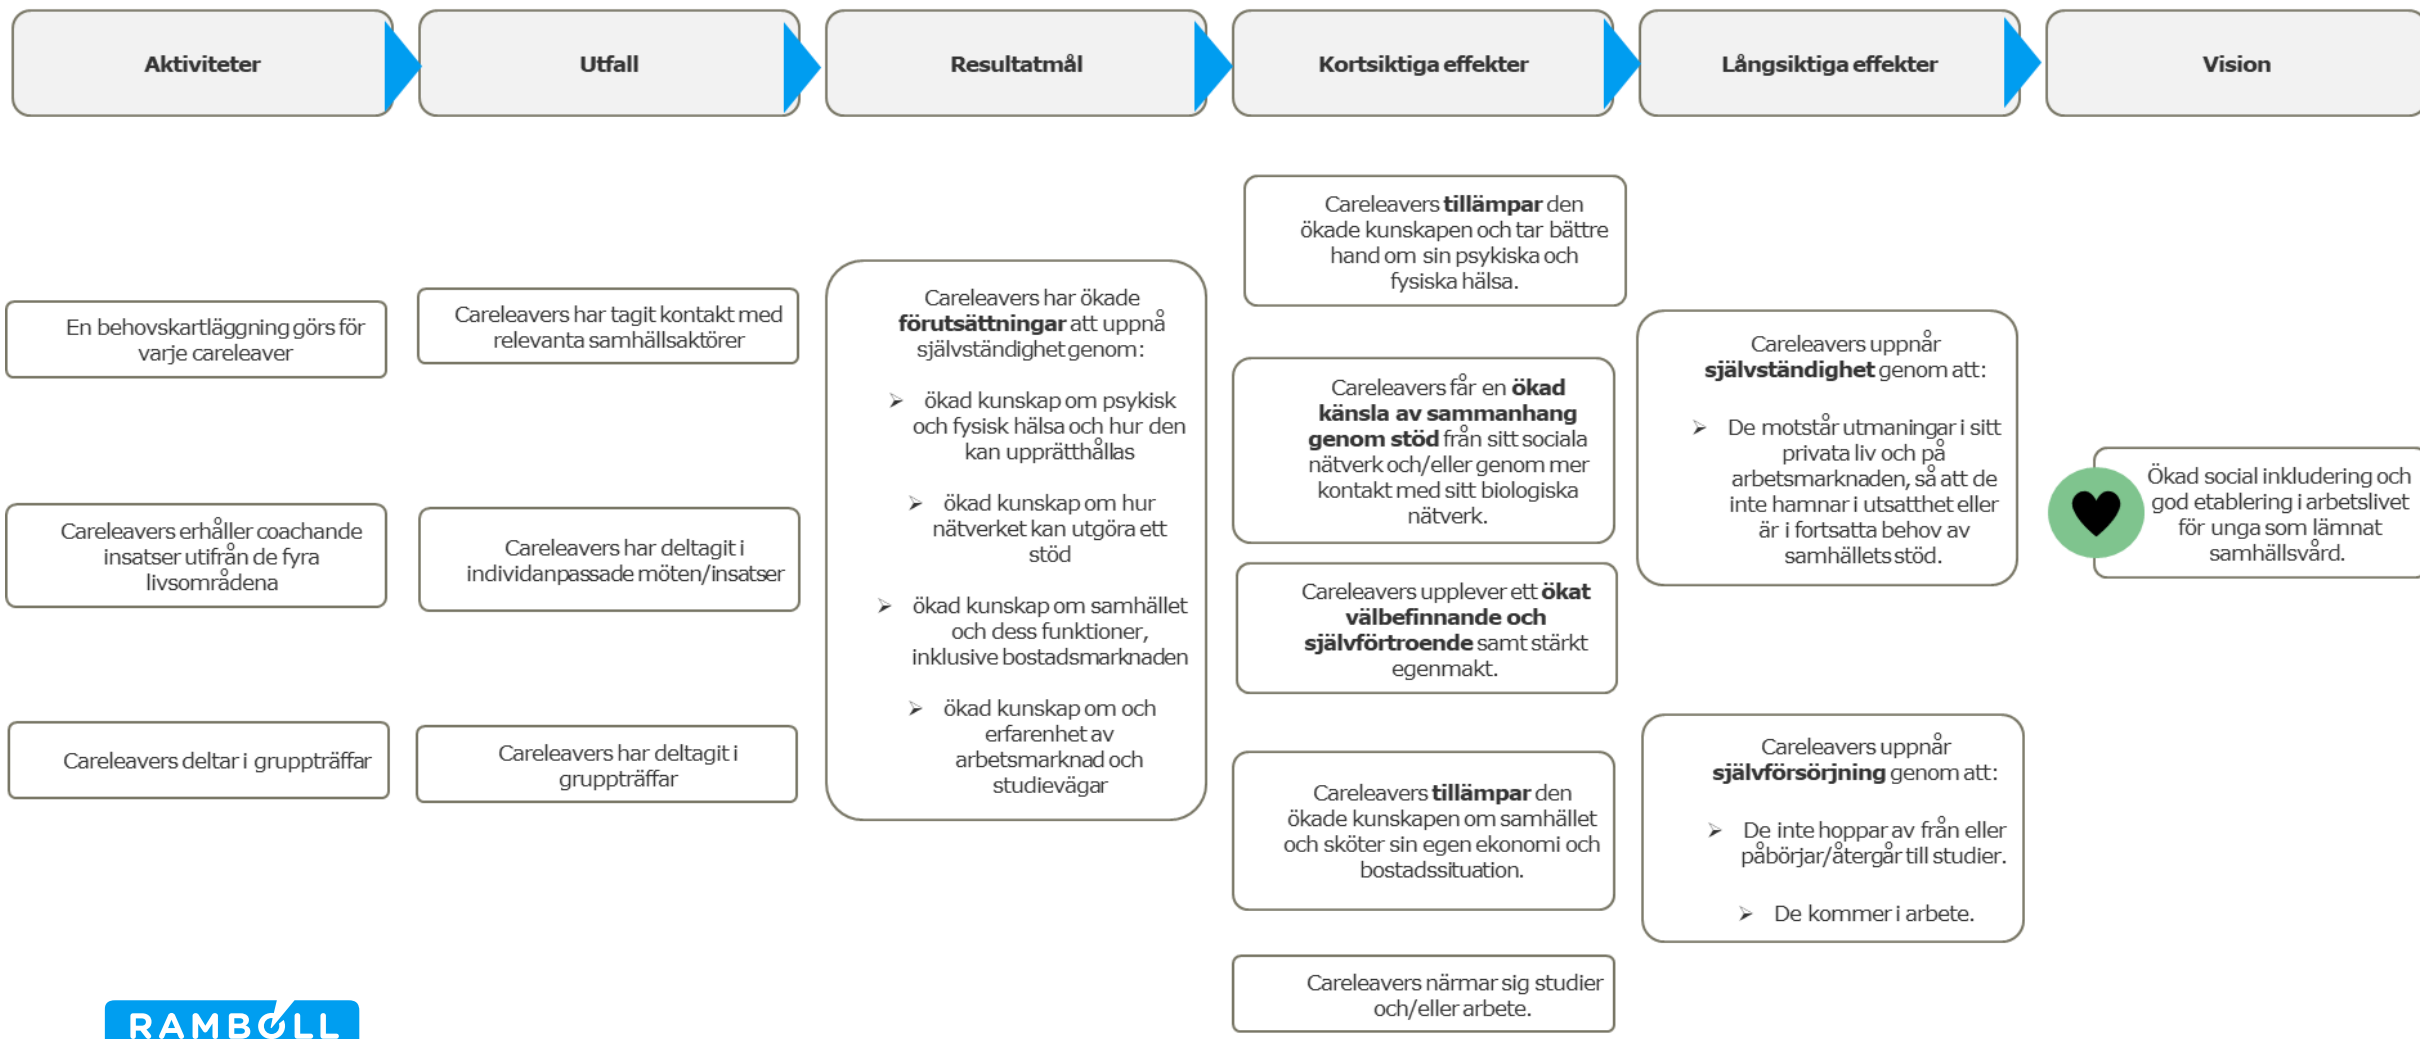 Aktiviteter
Utfall
Resultatmål
Kortsiktiga effekter
Långsiktiga effekter
Vision
En behovskartläggning görs för
varje careleaver
Careleavers erhåller coachande
insatser utifrån de fyra
livsområdena
Careleavers deltar i gruppträffar
Careleavers har tagit kontakt med
relevanta samhällsaktörer
Careleavers har deltagit i
individanpassade möten/insatser
Careleavers har deltagit i
gruppträffar
Careleavers har ökade
förutsättningar att uppnå
självständighet genom:
➢ ökad kunskap om psykisk
och fysisk hälsa och hur den
kan upprätthållas
➢ ökad kunskap om hur
nätverket kan utgöra ett
stöd
➢ ökad kunskap om samhället
och dess funktioner,
inklusive bostadsmarknaden
➢ ökad kunskap om och
erfarenhet av
arbetsmarknad och
studievägar
Careleavers tillämpar den
ökade kunskapen och tar bättre
hand om sin psykiska och
fysiska hälsa.
Careleavers får en ökad
känsla av sammanhang
genom stöd från sitt sociala
nätverk och/eller genom mer
kontakt med sitt biologiska
nätverk.
Careleavers upplever ett ökat
välbefinnande och
självförtroende samt stärkt
egenmakt.
Careleavers tillämpar den
ökade kunskapen om samhället
och sköter sin egen ekonomi och
bostadssituation.
Careleavers närmar sig studier
och/eller arbete.
Careleavers uppnår
självständighet genom att:
➢ De motstår utmaningar i sitt
privata liv och på
arbetsmarknaden, så att de
inte hamnar i utsatthet eller
är i fortsatta behov av
samhällets stöd.
Careleavers uppnår
självförsörjning genom att:
➢ De inte hoppar av från eller
påbörjar/återgår till studier.
➢ De kommer i arbete.
Ökad social inkludering och
god etablering i arbetslivet
för unga som lämnat
samhällsvård.
RAMBOLL